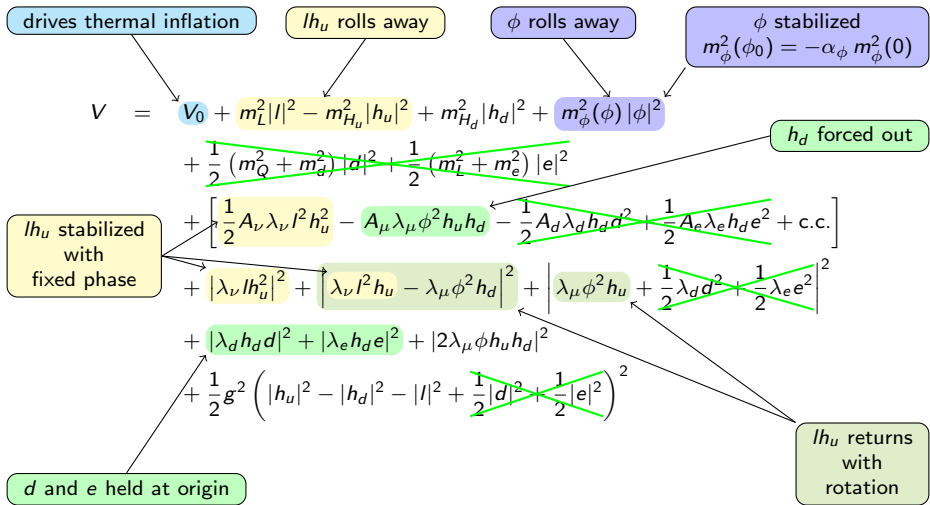 drives thermal inflation
lh_u rolls away
ϕ rolls away
ϕ stabilized
m_ϕ^2(ϕ_0) = −α_ϕ m_ϕ^2(0)
V = V_0 + m_L^2|l|^2 − m_{H_u}^2|h_u|^2 + m_{H_d}^2|h_d|^2 + m_ϕ^2(ϕ)|ϕ|^2
h_d forced out
+ 1/2 (m_Q^2 + m_d^2)|d|^2 + 1/2 (m_L^2 + m_e^2)|e|^2
+ [1/2 A_ν λ_ν l^2 h_u^2 − A_μ λ_μ ϕ^2 h_u h_d − 1/2 A_d λ_d h_d d^2 + 1/2 A_e λ_e h_d e^2 + c.c.]
lh_u stabilized
with
fixed phase
+ |λ_ν l h_u^2|^2 + |λ_ν l^2 h_u − λ_μ ϕ^2 h_d|^2 + |λ_μ ϕ^2 h_u + 1/2 λ_d d^2 + 1/2 λ_e e^2|^2
+ |λ_d h_d d|^2 + |λ_e h_d e|^2 + |2λ_μ ϕ h_u h_d|^2
+ 1/2 g^2 (|h_u|^2 − |h_d|^2 − |l|^2 + 1/2|d|^2 + 1/2|e|^2)^2
lh_u returns
with
rotation
d and e held at origin